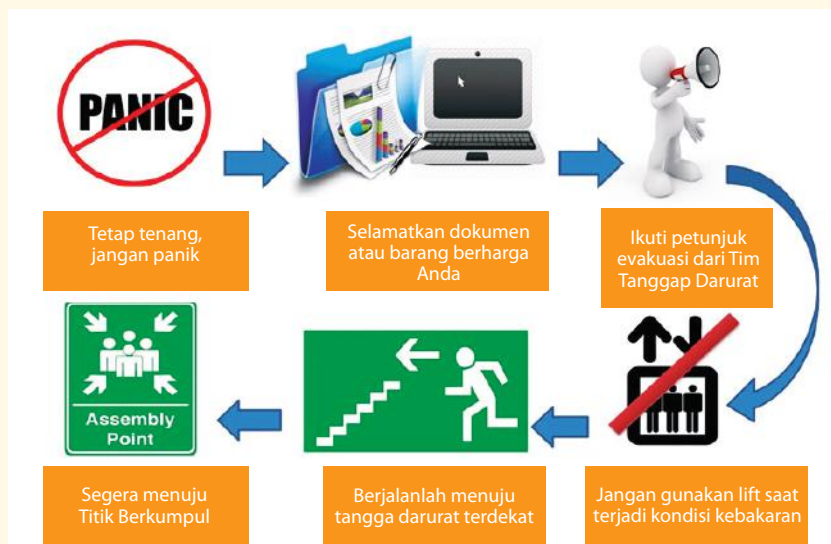 PANIC
Tetap tenang,
jangan panik
Selamatkan dokumen
atau barang berharga
Anda
Ikuti petunjuk
evakuasi dari Tim
Tanggap Darurat
Jangan gunakan lift saat
terjadi kondisi kebakaran
Berjalanlah menuju
tangga darurat terdekat
Assembly
Point
Segera menuju
Titik Berkumpul